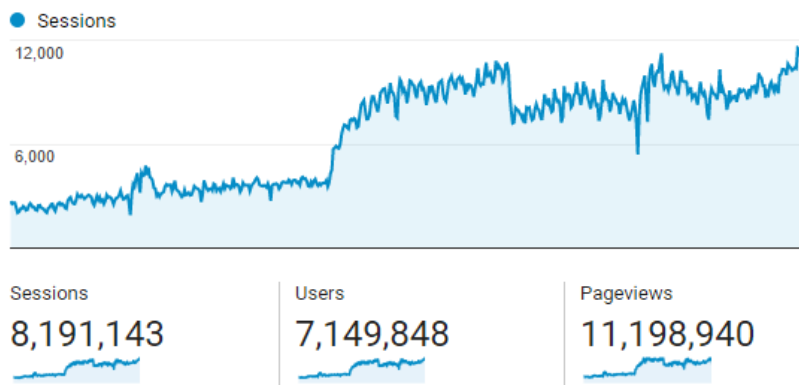 Sessions
12,000
6,000
Sessions
8,191,143
Users
7,149,848
Pageviews
11,198,940